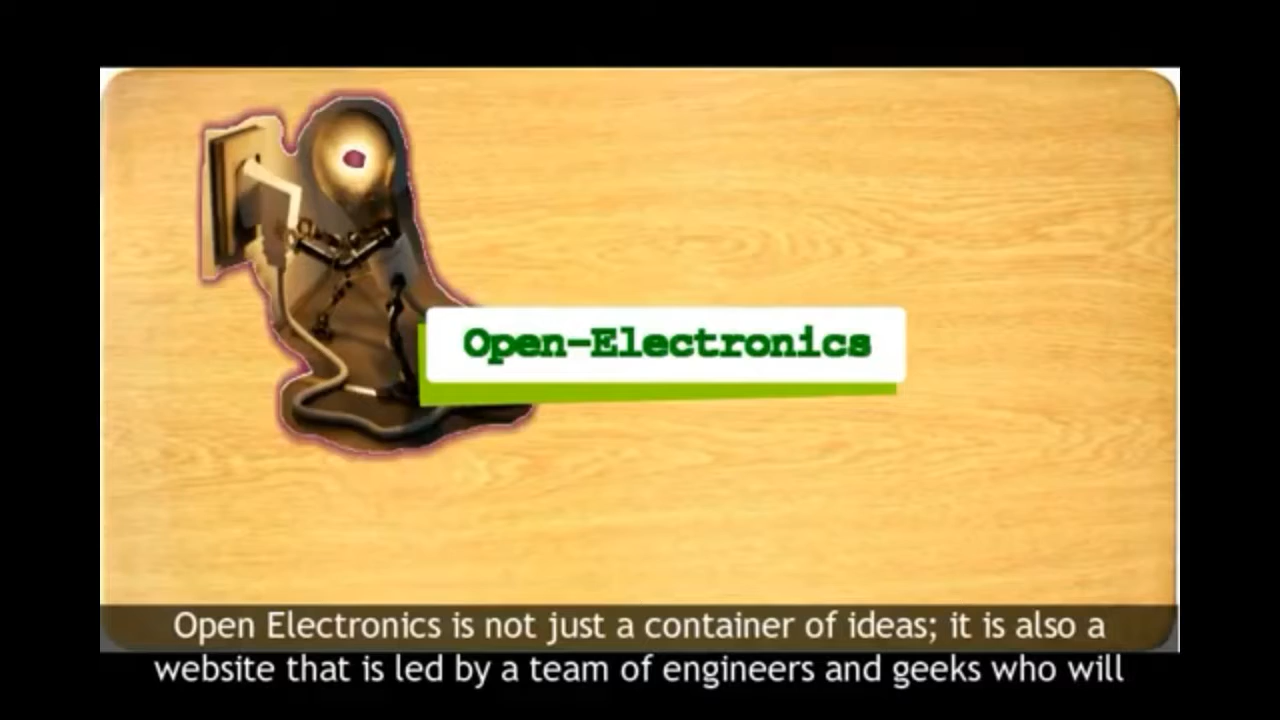 Open-Electronics
Open Electronics is not just a container of ideas; it is also a
website that is led by a team of engineers and geeks who will